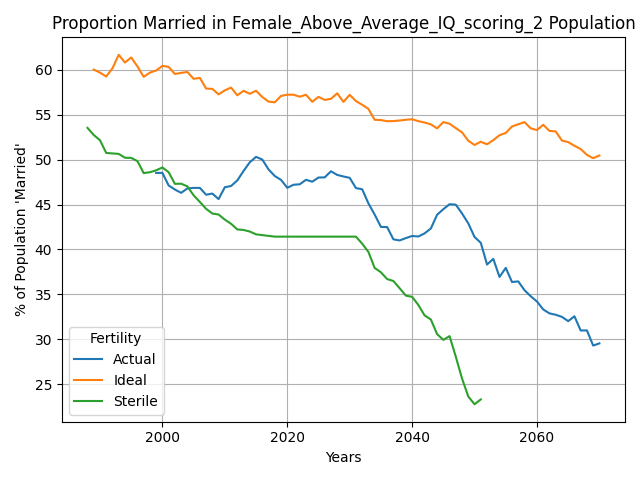 Proportion Married in Female_Above_Average_IQ_scoring_2 Population
% of Population 'Married'
60
55
50
45
40
35
30
25
Fertility
Actual
Ideal
Sterile
2000 2020 2040 2060
Years